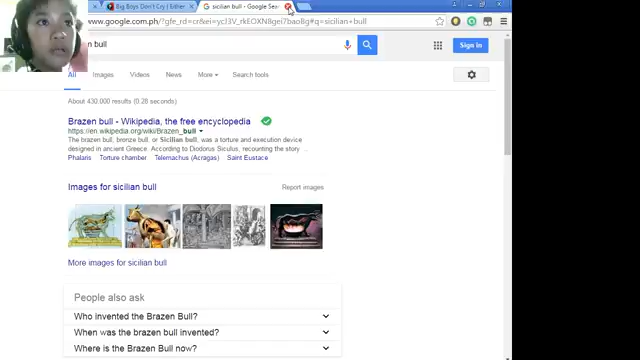 Big Boys Don't Cry | Either
sicilian bull - Google Sea
www.google.com.ph/?gfe_rd=cr&ei=ycJ3V_rkEOXN8gei7bao8g#q=sicilian+bull
n bull
Sign in
All Images Videos News More Search tools
About 430,000 results (0.28 seconds)
Brazen bull - Wikipedia, the free encyclopedia
https://en.wikipedia.org/wiki/Brazen_bull
The brazen bull, bronze bull, or Sicilian bull, was a torture and execution device
designed in ancient Greece. According to Diodorus Siculus, recounting the story ...
Phalaris Torture chamber Telemachus (Acragas) Saint Eustace
Images for sicilian bull Report images
More images for sicilian bull
People also ask
Who invented the Brazen Bull?
When was the brazen bull invented?
Where is the Brazen Bull now?